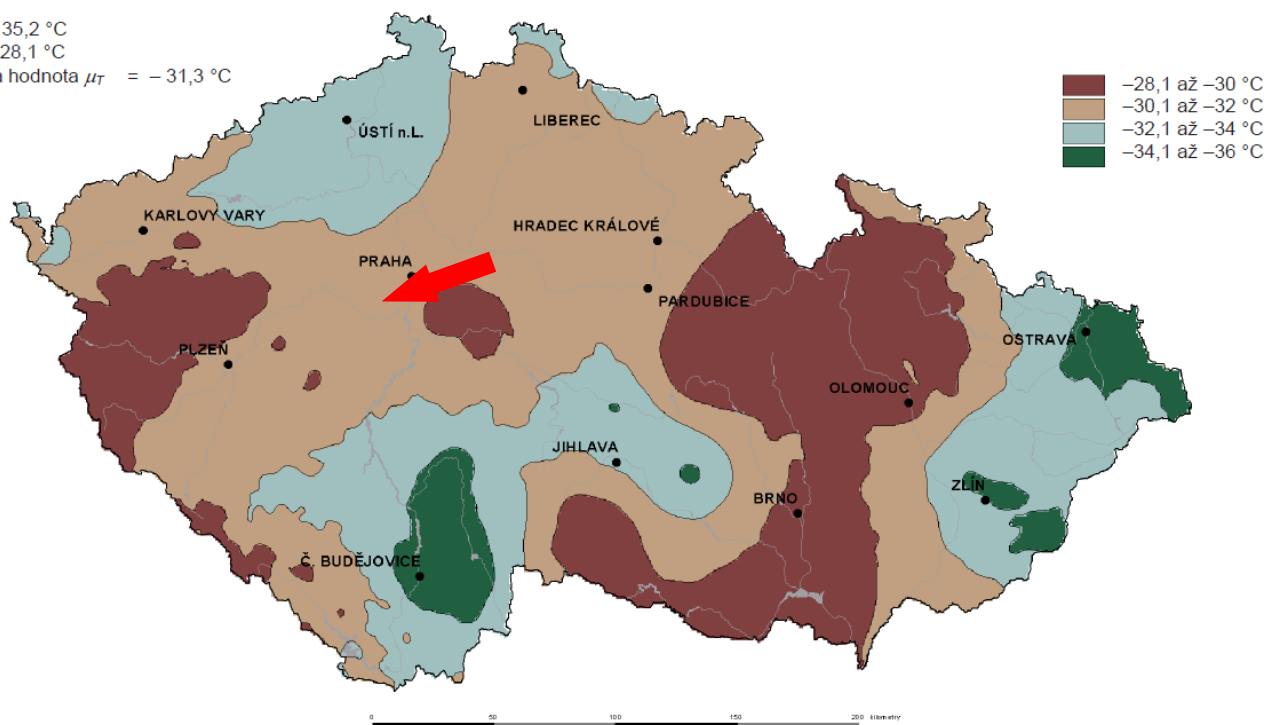 35,2 °C
28,1 °C
a hodnota μT = – 31,3 °C
–28,1 až –30 °C
–30,1 až –32 °C
–32,1 až –34 °C
–34,1 až –36 °C
ÚSTÍ n.L.
LIBEREC
KARLOVY VARY
HRADEC KRÁLOVÉ
PRAHA
PARDUBICE
OSTRAVA
PLZEŇ
OLOMOUC
JIHLAVA
ZLÍN
BRNO
Č. BUDĚJOVICE
0 50 100 150 200 kilometry